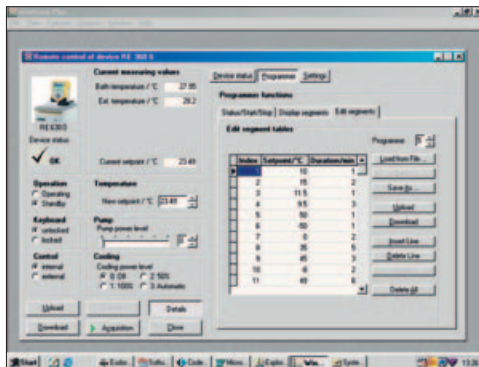 Remote control of device RE 3686
Current measuring values
Bath temperature / °C 27.95
Ext. temperature / °C 28.2
Device status
OK
Current setpoint / °C 23.49
Operation
Operating
Standby
Temperature
New setpoint / °C 23.49
Keyboard
unlocked
locked
Pump
Pump power level
Control
internal
external
Cooling
Cooling power level
0: Off 2: 50%
1: 100% 3: Automatic
Upload
Details
Download Acquisition Close
Device status Programmer Settings
Programmer functions
Status/Start/Stop Display segments Edit segments
Edit segment tables
Programme
Index Setpoint/°C Duration/min
1 10 1
2 15 2
3 11.5 1
4 9.5 3
5 50 1
6 -50 1
7 0 2
8 35 5
9 45 3
10 -8 2
11 49 6
Load from File ...
Save As ...
Upload
Download
Insert Line
Delete Line
Delete All
Start